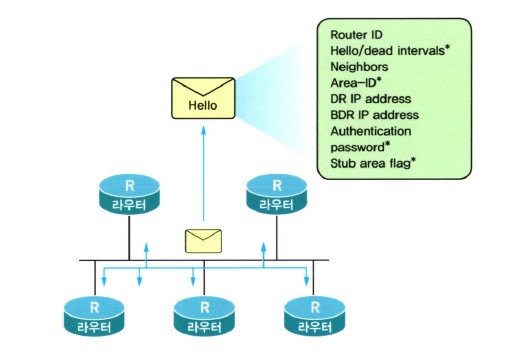 Router ID
Hello/dead intervals*
Neighbors
Area-ID*
DR IP address
BDR IP address
Authentication
password*
Stub area flag*
Hello
R
라우터
R
라우터
R
라우터
R
라우터
R
라우터